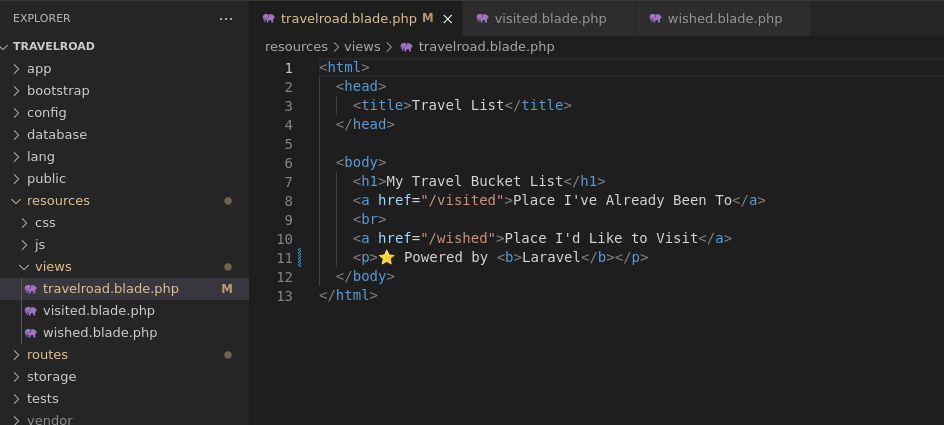 EXPLORER ···
TRAVELROAD
app
bootstrap
config
database
lang
public
resources
css
js
views
travelroad.blade.php M
visited.blade.php
wished.blade.php
routes
storage
tests
vendor
travelroad.blade.php M × visited.blade.php wished.blade.php
resources > views > travelroad.blade.php
1 <html>
2 <head>
3 <title>Travel List</title>
4 </head>
5
6 <body>
7 <h1>My Travel Bucket List</h1>
8 <a href="/visited">Place I've Already Been To</a>
9 <br>
10 <a href="/wished">Place I'd Like to Visit</a>
11 <p>⭐ Powered by <b>Laravel</b></p>
12 </body>
13 </html>